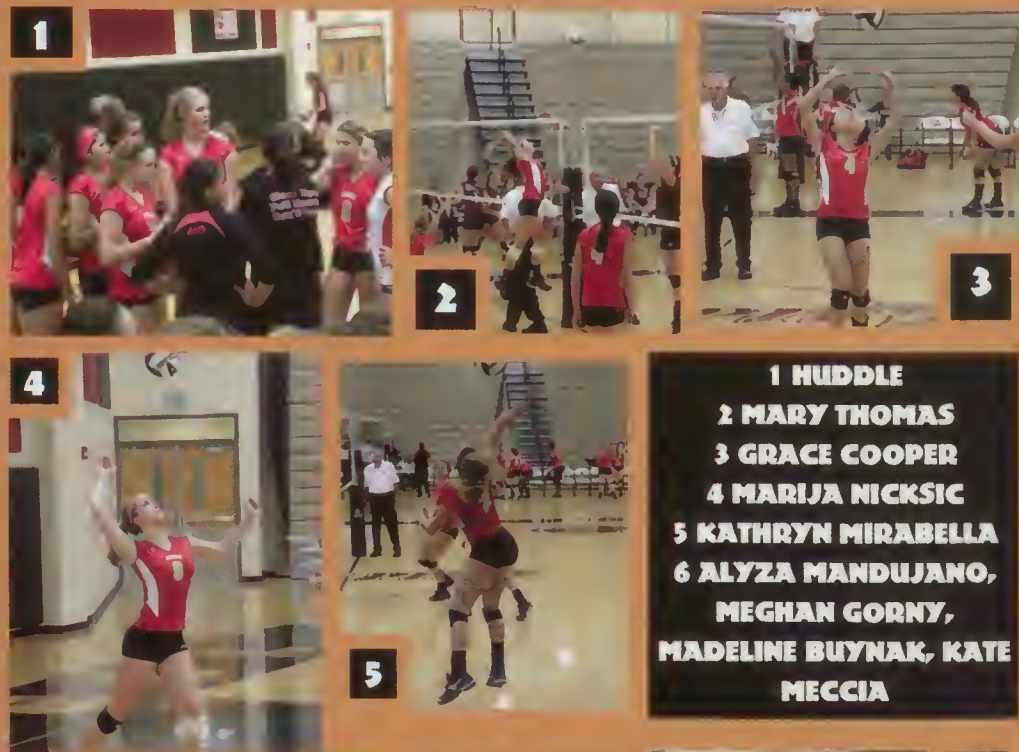 1
2
3
4
5
1 HUDDLE
2 MARY THOMAS
3 GRACE COOPER
4 MARIJA NICKSIC
5 KATHRYN MIRABELLA
6 ALYZA MANDUJANO,
MEGHAN GORNY,
MADELINE BUYNAK, KATE
MECCIA